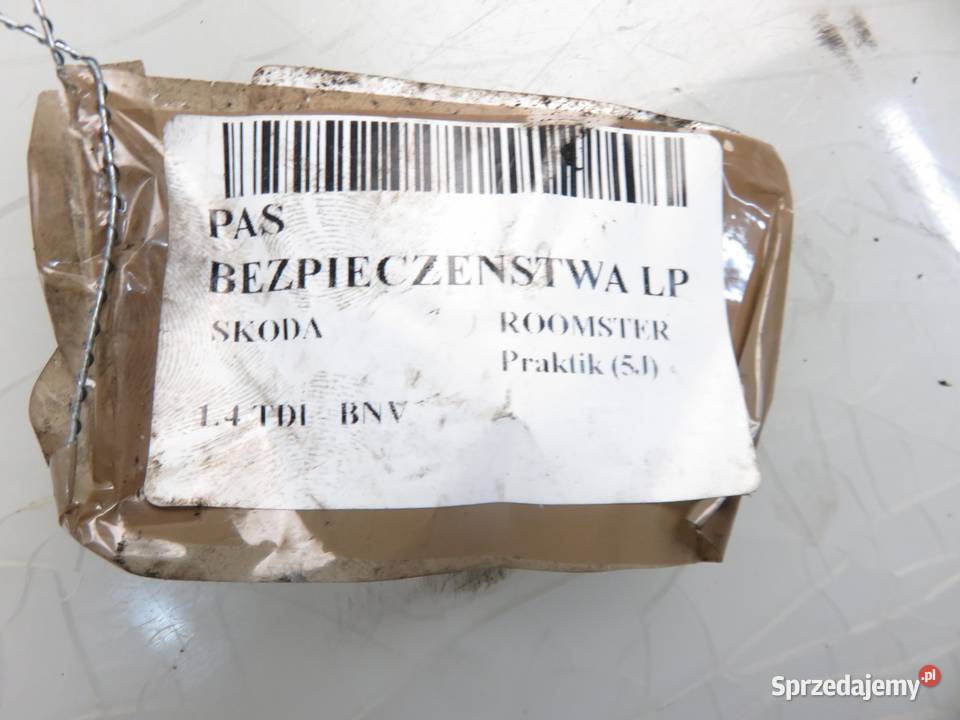 PAS
BEZPIECZENSTWA LP
SKODA ROOMSTER
Praktik (5J)
1.4 TDI BNV
Sprzedajemy.pl